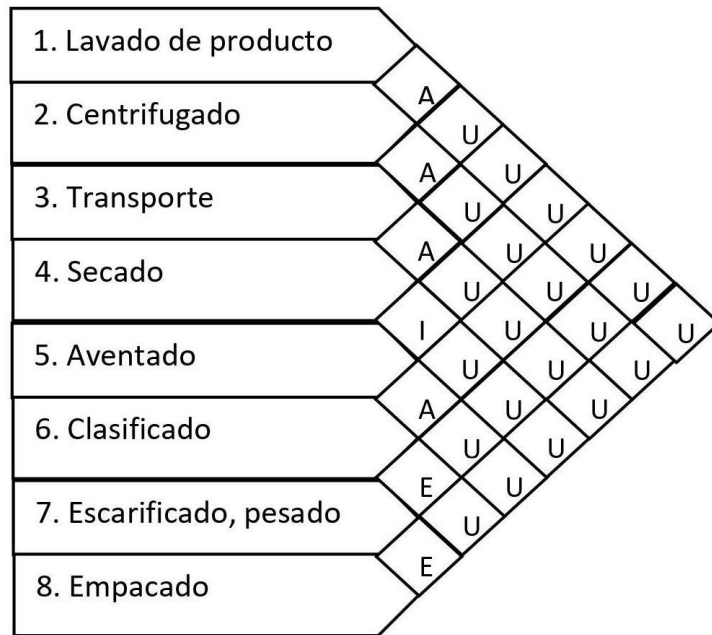 1. Lavado de producto
2. Centrifugado
3. Transporte
4. Secado
5. Aventado
6. Clasificado
7. Escarificado, pesado
8. Empacado
A
U
A U
U U
A U U
U U U
I U U U
U U U
A U U
U U
E U
U
E